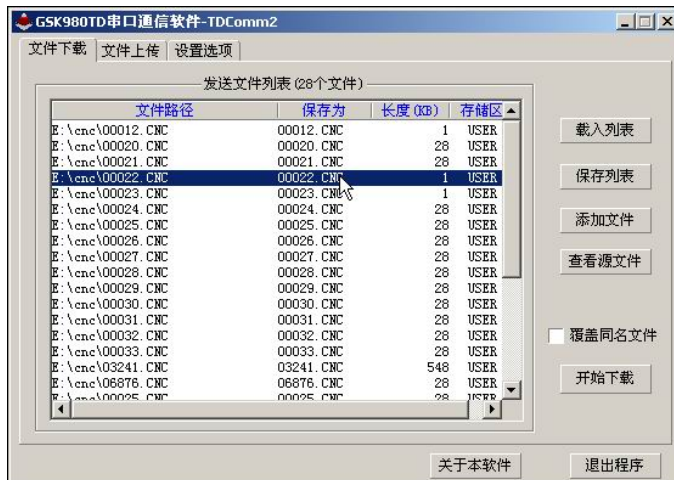 GSK980TD串口通信软件-TDComm2
文件下载 文件上传 设置选项
发送文件列表(28个文件)
文件路径 保存为 长度(KB) 存储区
E:\cnc\00012.CNC 00012.CNC 1 USER
E:\cnc\00020.CNC 00020.CNC 28 USER
E:\cnc\00021.CNC 00021.CNC 28 USER
E:\cnc\00022.CNC 00022.CNC 1 USER
E:\cnc\00023.CNC 00023.CNC 1 USER
E:\cnc\00024.CNC 00024.CNC 28 USER
E:\cnc\00025.CNC 00025.CNC 28 USER
E:\cnc\00026.CNC 00026.CNC 28 USER
E:\cnc\00027.CNC 00027.CNC 28 USER
E:\cnc\00028.CNC 00028.CNC 28 USER
E:\cnc\00029.CNC 00029.CNC 28 USER
E:\cnc\00030.CNC 00030.CNC 28 USER
E:\cnc\00031.CNC 00031.CNC 28 USER
E:\cnc\00032.CNC 00032.CNC 28 USER
E:\cnc\00033.CNC 00033.CNC 28 USER
E:\cnc\03241.CNC 03241.CNC 548 USER
E:\cnc\06876.CNC 06876.CNC 28 USER
载入列表
保存列表
添加文件
查看源文件
覆盖同名文件
开始下载
关于本软件 退出程序